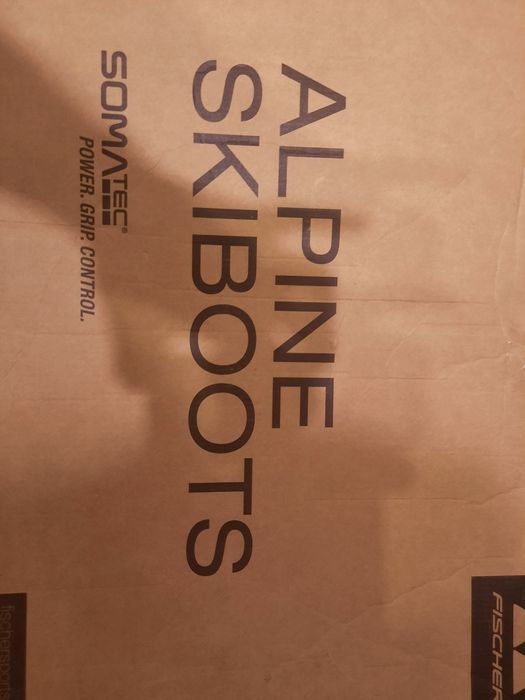 ALPINE
SKIBOOTS
SOMATEC®
POWER. GRIP. CONTROL.
FISCHER